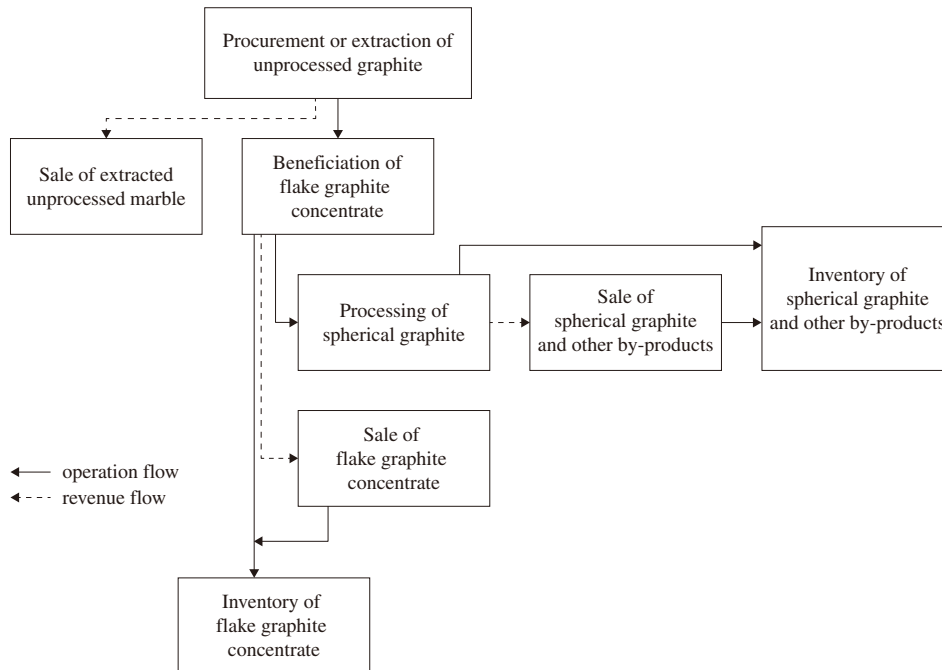 Procurement or extraction of
unprocessed graphite
Sale of extracted
unprocessed marble
Beneficiation of
flake graphite
concentrate
Processing of
spherical graphite
Sale of
spherical graphite
and other by-products
Inventory of
spherical graphite
and other by-products
Sale of
flake graphite
concentrate
operation flow
revenue flow
Inventory of
flake graphite
concentrate